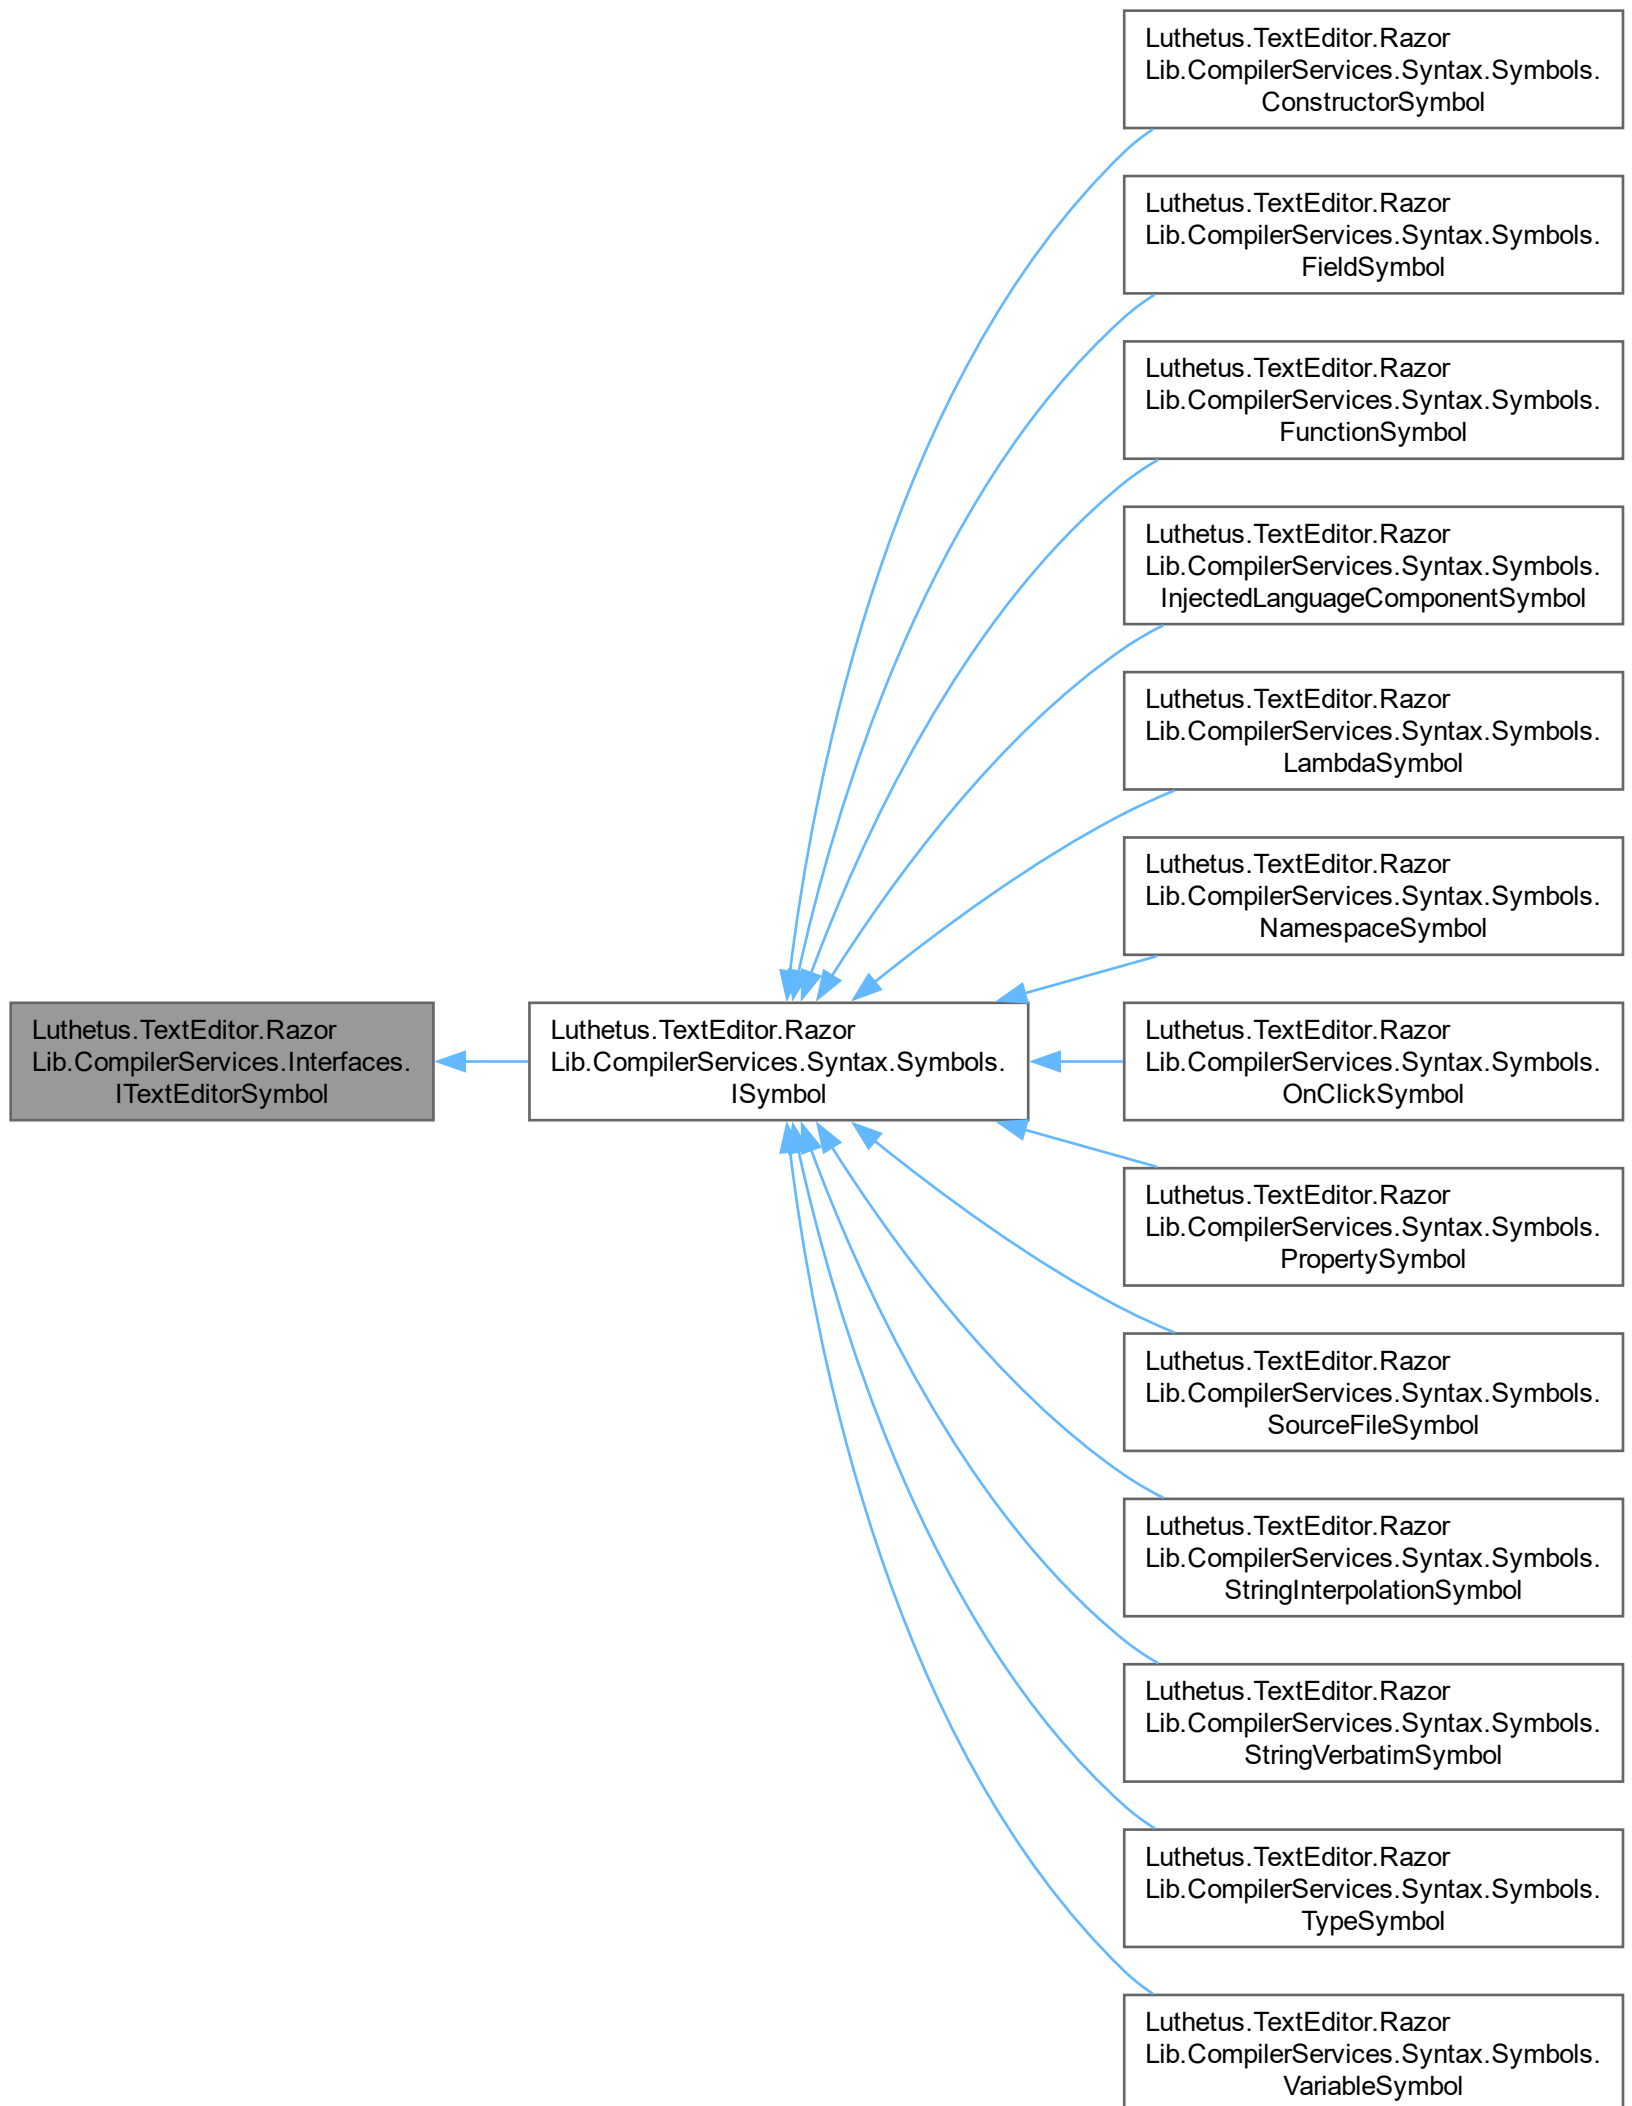 Luthetus.TextEditor.Razor
Lib.CompilerServices.Syntax.Symbols.
ConstructorSymbol
Luthetus.TextEditor.Razor
Lib.CompilerServices.Syntax.Symbols.
FieldSymbol
Luthetus.TextEditor.Razor
Lib.CompilerServices.Syntax.Symbols.
FunctionSymbol
Luthetus.TextEditor.Razor
Lib.CompilerServices.Syntax.Symbols.
InjectedLanguageComponentSymbol
Luthetus.TextEditor.Razor
Lib.CompilerServices.Syntax.Symbols.
LambdaSymbol
Luthetus.TextEditor.Razor
Lib.CompilerServices.Syntax.Symbols.
NamespaceSymbol
Luthetus.TextEditor.Razor
Lib.CompilerServices.Interfaces.
ITextEditorSymbol
Luthetus.TextEditor.Razor
Lib.CompilerServices.Syntax.Symbols.
ISymbol
Luthetus.TextEditor.Razor
Lib.CompilerServices.Syntax.Symbols.
OnClickSymbol
Luthetus.TextEditor.Razor
Lib.CompilerServices.Syntax.Symbols.
PropertySymbol
Luthetus.TextEditor.Razor
Lib.CompilerServices.Syntax.Symbols.
SourceFileSymbol
Luthetus.TextEditor.Razor
Lib.CompilerServices.Syntax.Symbols.
StringInterpolationSymbol
Luthetus.TextEditor.Razor
Lib.CompilerServices.Syntax.Symbols.
StringVerbatimSymbol
Luthetus.TextEditor.Razor
Lib.CompilerServices.Syntax.Symbols.
TypeSymbol
Luthetus.TextEditor.Razor
Lib.CompilerServices.Syntax.Symbols.
VariableSymbol